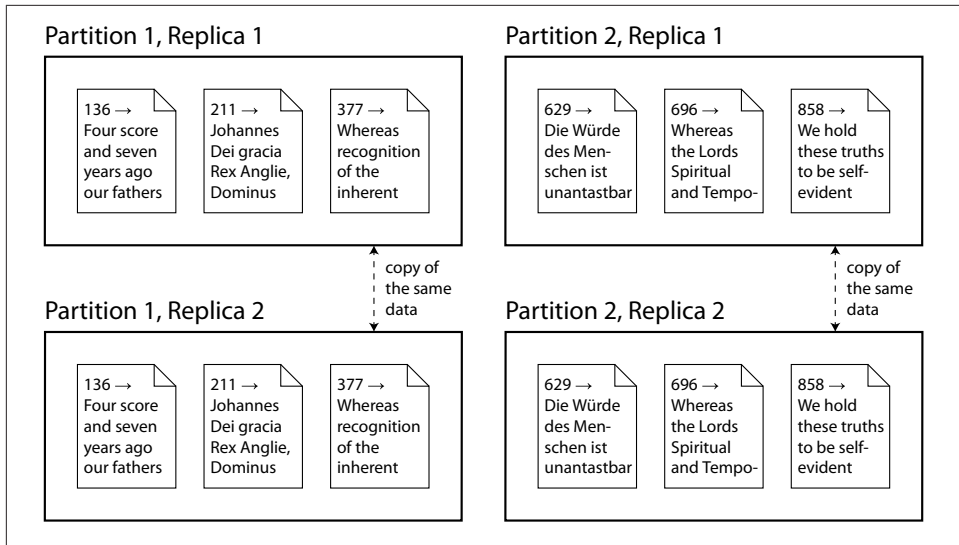 Partition 1, Replica 1
136 →
Four score
and seven
years ago
our fathers
211 →
Johannes
Dei gracia
Rex Anglie,
Dominus
377 →
Whereas
recognition
of the
inherent
Partition 2, Replica 1
629 →
Die Würde
des Men-
schen ist
unantastbar
696 →
Whereas
the Lords
Spiritual
and Tempo-
858 →
We hold
these truths
to be self-
evident
copy of
the same
data
copy of
the same
data
Partition 1, Replica 2
136 →
Four score
and seven
years ago
our fathers
211 →
Johannes
Dei gracia
Rex Anglie,
Dominus
377 →
Whereas
recognition
of the
inherent
Partition 2, Replica 2
629 →
Die Würde
des Men-
schen ist
unantastbar
696 →
Whereas
the Lords
Spiritual
and Tempo-
858 →
We hold
these truths
to be self-
evident